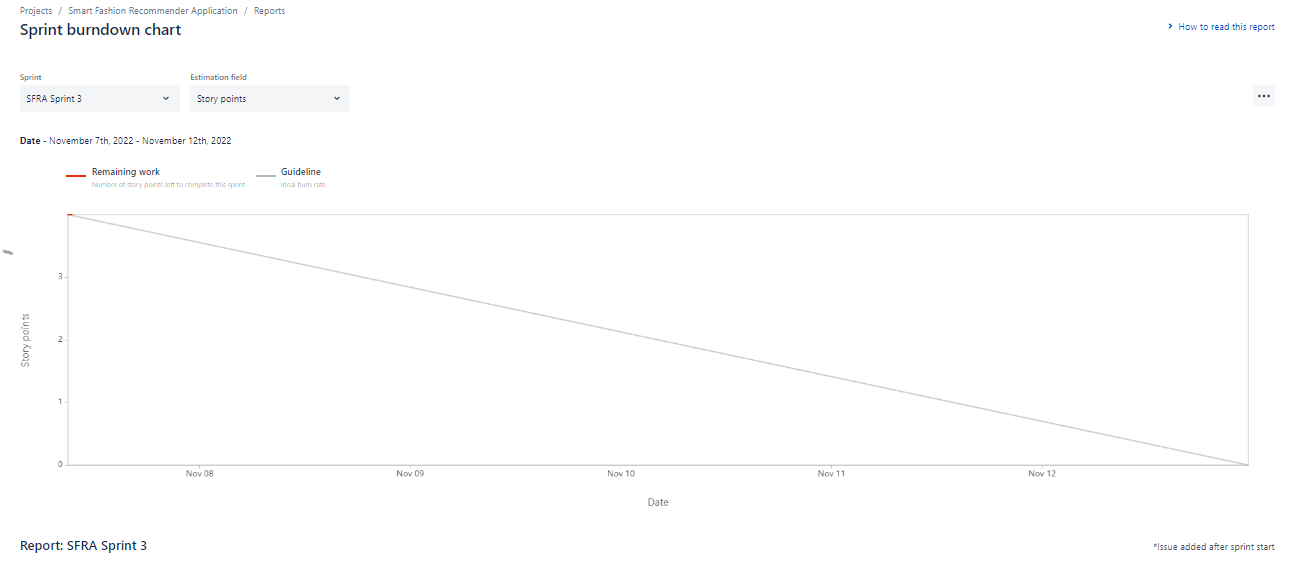 Projects / Smart Fashion Recommender Application / Reports
Sprint burndown chart
How to read this report
Sprint
Estimation field
SFRA Sprint 3
Story points
Date - November 7th, 2022 - November 12th, 2022
Remaining work
Number of story points left to complete this sprint
Guideline
Ideal burn rate
3
2
1
0
Story points
Nov 08
Nov 09
Nov 10
Nov 11
Nov 12
Date
Report: SFRA Sprint 3
*Issue added after sprint start